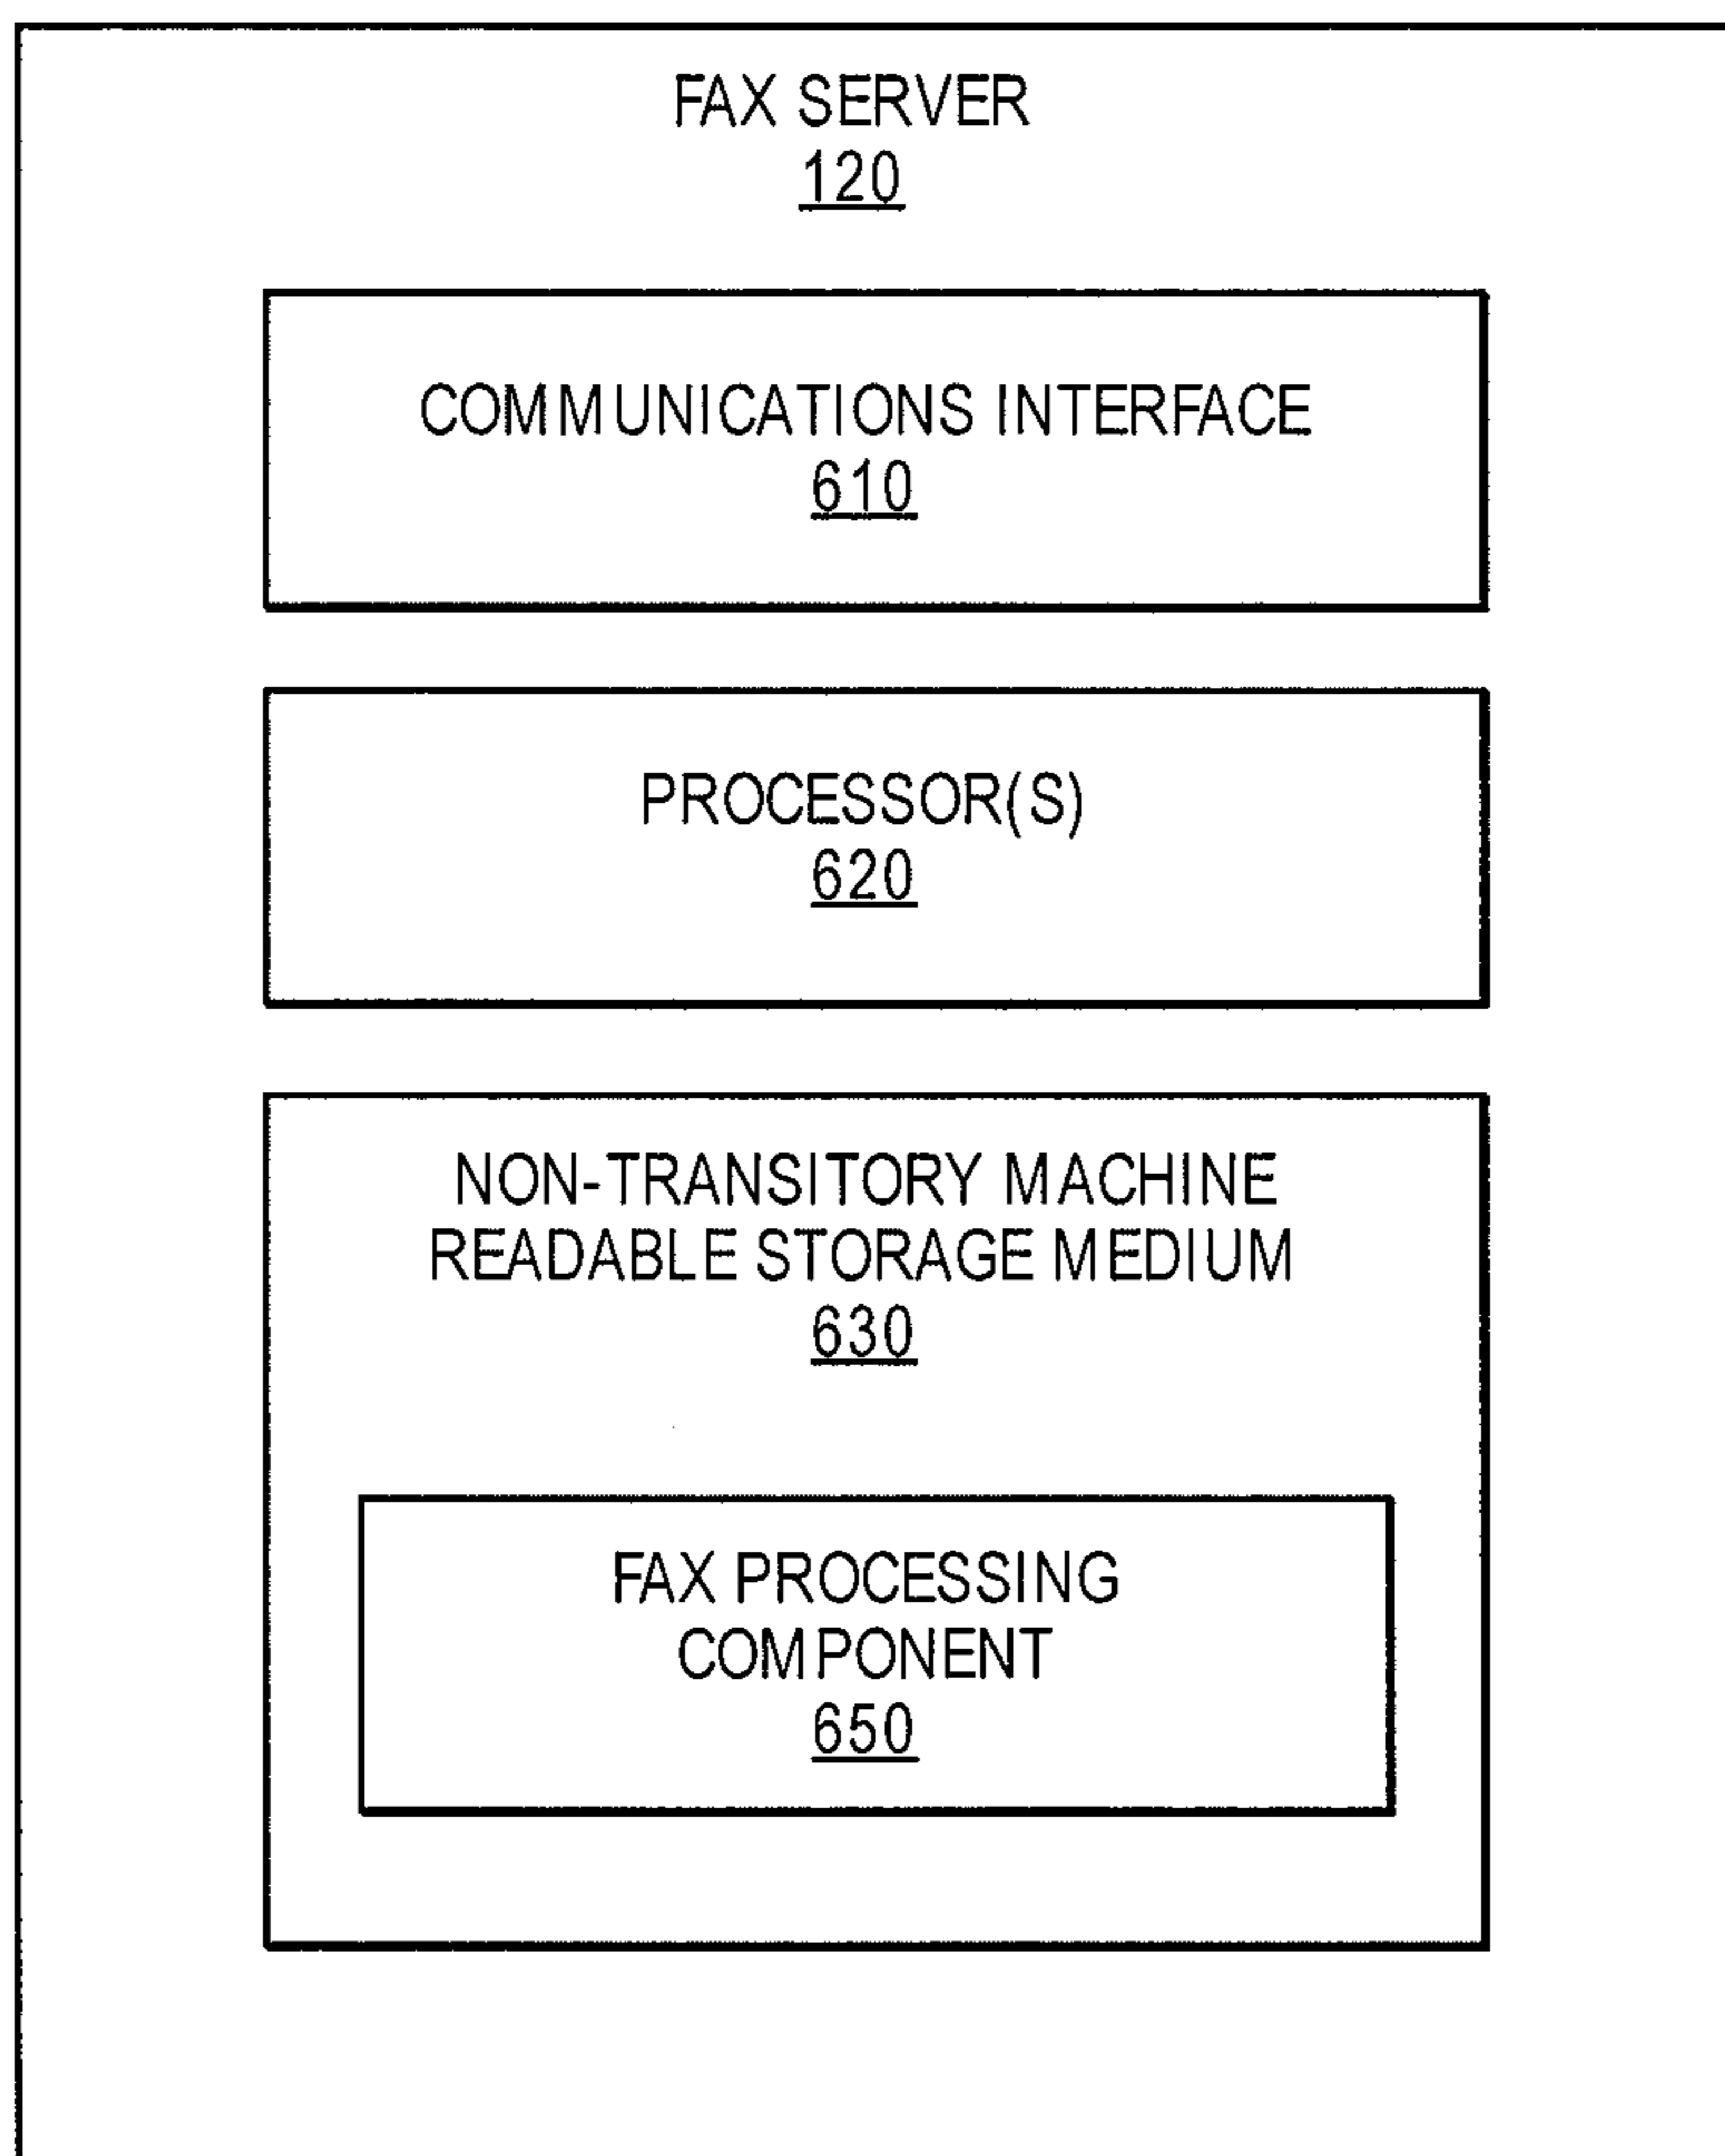 FAX SERVER
120
COMMUNICATIONS INTERFACE
610
PROCESSOR(S)
620
NON-TRANSITORY MACHINE
READABLE STORAGE MEDIUM
630
FAX PROCESSING
COMPONENT
650